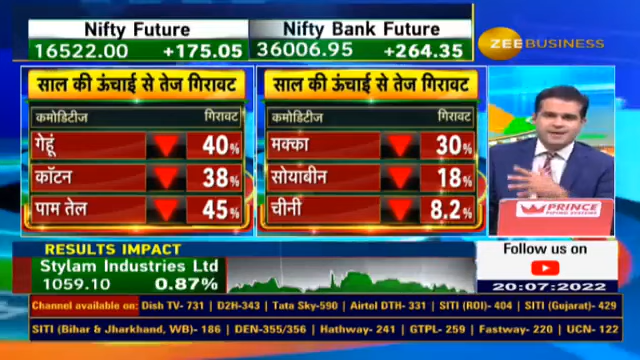 Nifty Future
16522.00 +175.05
Nifty Bank Future
36006.95 +264.35
ZEE BUSINESS
साल की ऊंचाई से तेज गिरावट
कमोडिटीज गिरावट
गेहूं 40%
कॉटन 38%
पाम तेल 45%
साल की ऊंचाई से तेज गिरावट
कमोडिटीज गिरावट
मक्का 30%
सोयाबीन 18%
चीनी 8.2%
PRINCE
PIPING SYSTEMS
RESULTS IMPACT
Stylam Industries Ltd
1059.10 0.87%
Follow us on
20:07:2022
Channel available on: Dish TV- 731 | D2H-343 | Tata Sky-590 | Airtel DTH- 331 | SITI (ROI)- 404 | SITI (Gujarat)- 429
SITI (Bihar & Jharkhand, WB)- 186 | DEN-355/356 | Hathway- 241 | GTPL- 259 | Fastway- 220 | UCN- 122